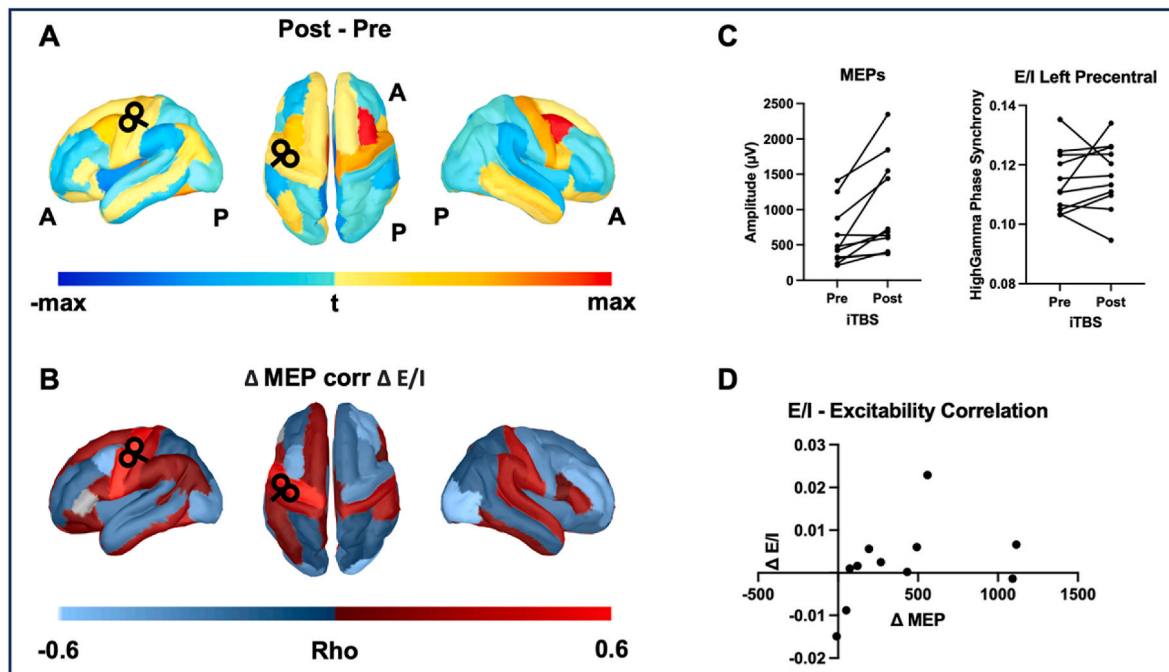 A
Post - Pre
A
P
A
P
P
A
-max
t
max
B
Δ MEP corr Δ E/I
-0.6
Rho
0.6
C
MEPs
Amplitude (µV)
2500
2000
1500
1000
500
0
Pre
Post
iTBS
E/I Left Precentral
HighGamma Phase Synchrony
0.14
0.12
0.10
0.08
Pre
Post
iTBS
D
E/I - Excitability Correlation
Δ E/I
0.03
0.02
0.01
0.00
-0.01
-0.02
-500
500
1000
1500
Δ MEP